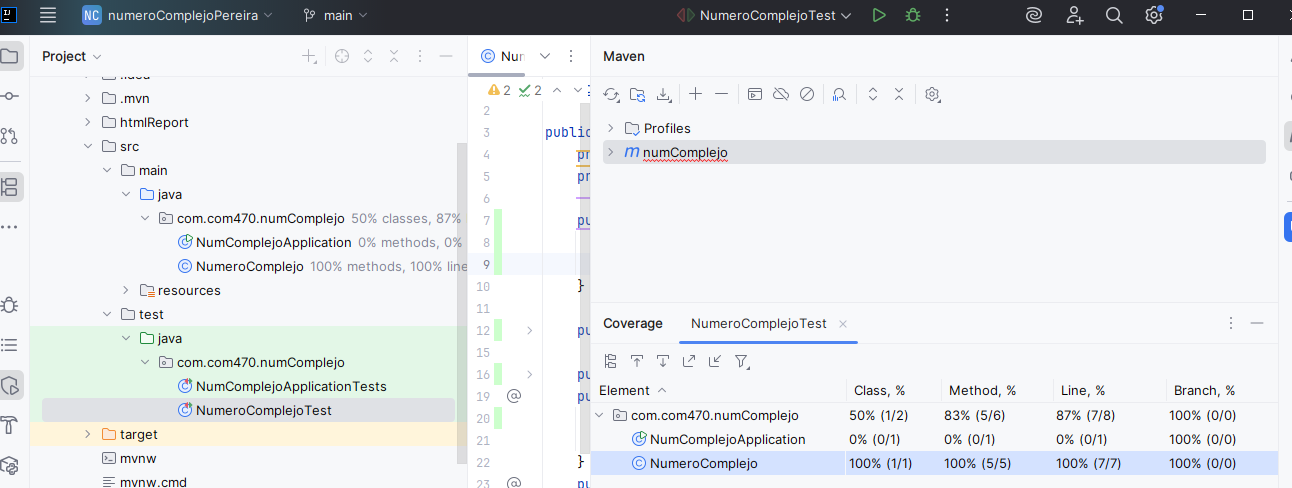 NC numeroComplejoPereira main NumeroComplejoTest
Project
.idea
.mvn
htmlReport
src
main
java
com.com470.numComplejo 50% classes, 87%
NumComplejoApplication 0% methods, 0%
NumeroComplejo 100% methods, 100% line
resources
test
java
com.com470.numComplejo
NumComplejoApplicationTests
NumeroComplejoTest
target
mvnw
mvnw.cmd
Num
2 2
2
3 public
4 pr
5 pr
6
7 pu
8
9
10 }
11
12 pu
15
16 pu
19 pu
20
21
22 }
23 pu
Maven
Profiles
m numComplejo
Coverage NumeroComplejoTest
Element Class, % Method, % Line, % Branch, %
com.com470.numComplejo 50% (1/2) 83% (5/6) 87% (7/8) 100% (0/0)
NumComplejoApplication 0% (0/1) 0% (0/1) 0% (0/1) 100% (0/0)
NumeroComplejo 100% (1/1) 100% (5/5) 100% (7/7) 100% (0/0)